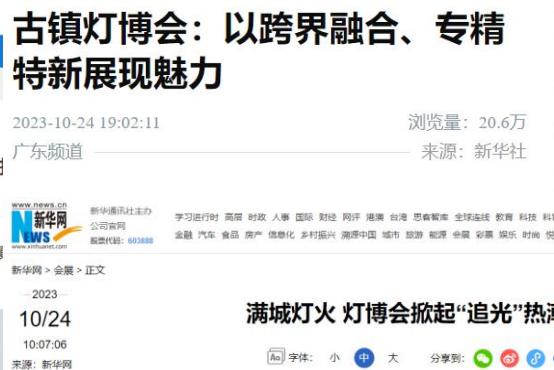 古镇灯博会：以跨界融合、专精
特新展现魅力
2023-10-24 19:02:11
浏览量：20.6万
广东频道
来源：新华社
www.news.cn
新华网
NEWS
www.xinhuanet.com
新华通讯社主办
公司官网
股票代码：603888
学习进行时 高层 时政 人事 国际 财经 网评 港澳 台湾 思客智库 全球连线 教育 科技
金融 汽车 食品 房产 信息化 乡村振兴 溯源中国 城市 旅游 能源 会展 彩票 娱乐 时尚 悦
新华网 > 会展 > 正文
2023
10/24
10:07:06
来源：新华网
满城灯火 灯博会掀起“追光”热
字体： 小 中 大 分享到：